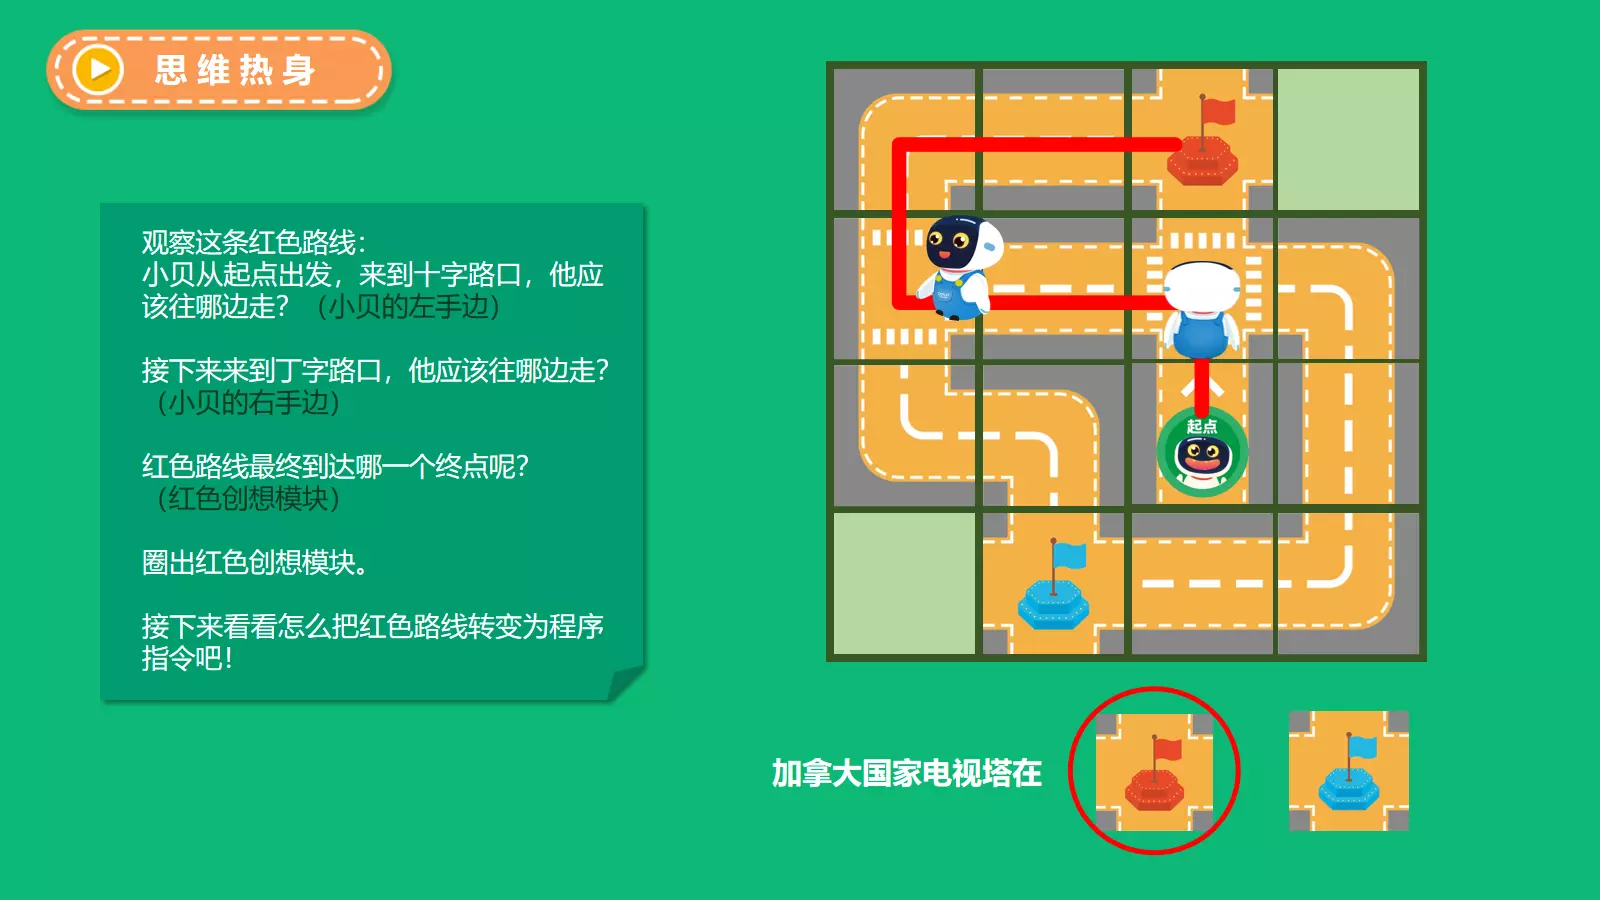 思维热身
观察这条红色路线：
小贝从起点出发，来到十字路口，他应
该往哪边走？（小贝的左手边）
接下来来到丁字路口，他应该往哪边走？
（小贝的右手边）
红色路线最终到达哪一个终点呢？
（红色创想模块）
圈出红色创想模块。
接下来看看怎么把红色路线转变为程序
指令吧！
起点
加拿大国家电视塔在